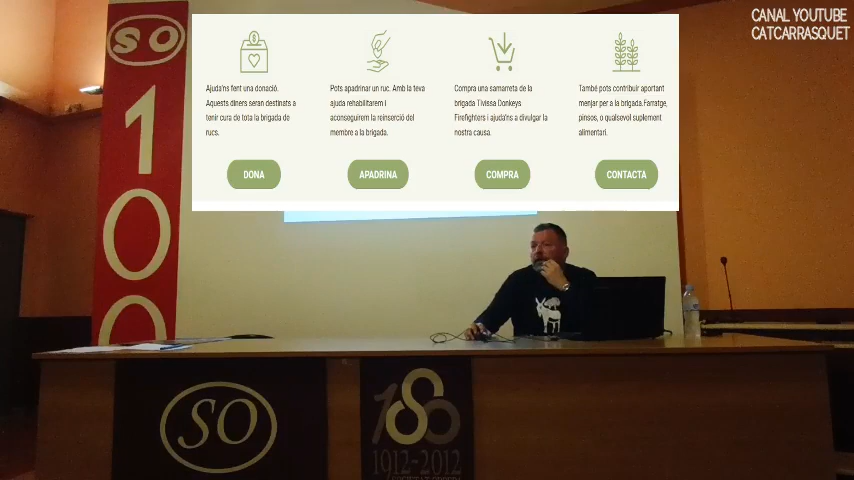 CANAL YOUTUBE
CATCARRASQUET
SO
100
Ajuda'ns fent una donació.
Aquests diners seran destinats a
tenir cura de tota la brigada de
rucs.
DONA
Pots apadrinar un ruc. Amb la teva
ajuda rehabilitarem i
aconseguirem la reinserció del
membre a la brigada.
APADRINA
Compra una samarreta de la
brigada Tivissa Donkeys
Firefighters i ajuda'ns a divulgar la
nostra causa.
COMPRA
També pots contribuir aportant
menjar per a la brigada.Farratge,
pinsos, o qualsevol suplement
alimentari.
CONTACTA
SO
100
1912-2012